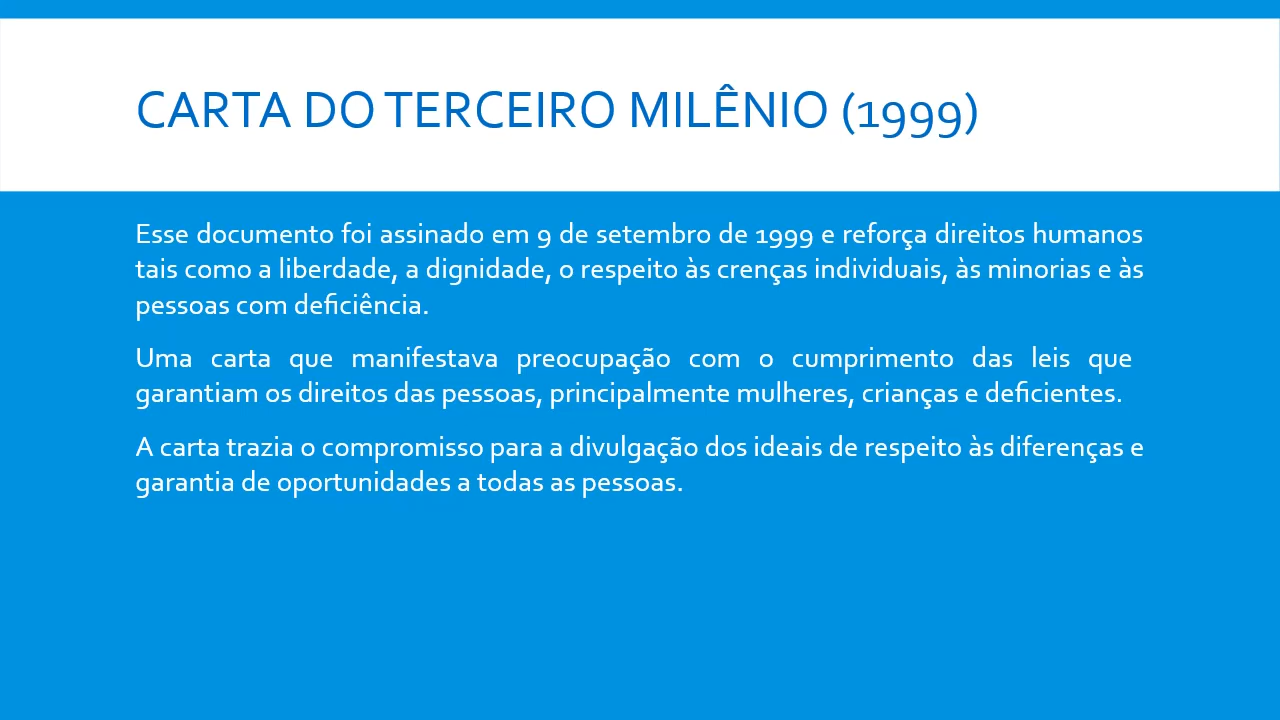 CARTA DO TERCEIRO MILÊNIO (1999)
Esse documento foi assinado em 9 de setembro de 1999 e reforça direitos humanos
tais como a liberdade, a dignidade, o respeito às crenças individuais, às minorias e às
pessoas com deficiência.
Uma carta que manifestava preocupação com o cumprimento das leis que
garantiam os direitos das pessoas, principalmente mulheres, crianças e deficientes.
A carta trazia o compromisso para a divulgação dos ideais de respeito às diferenças e
garantia de oportunidades a todas as pessoas.